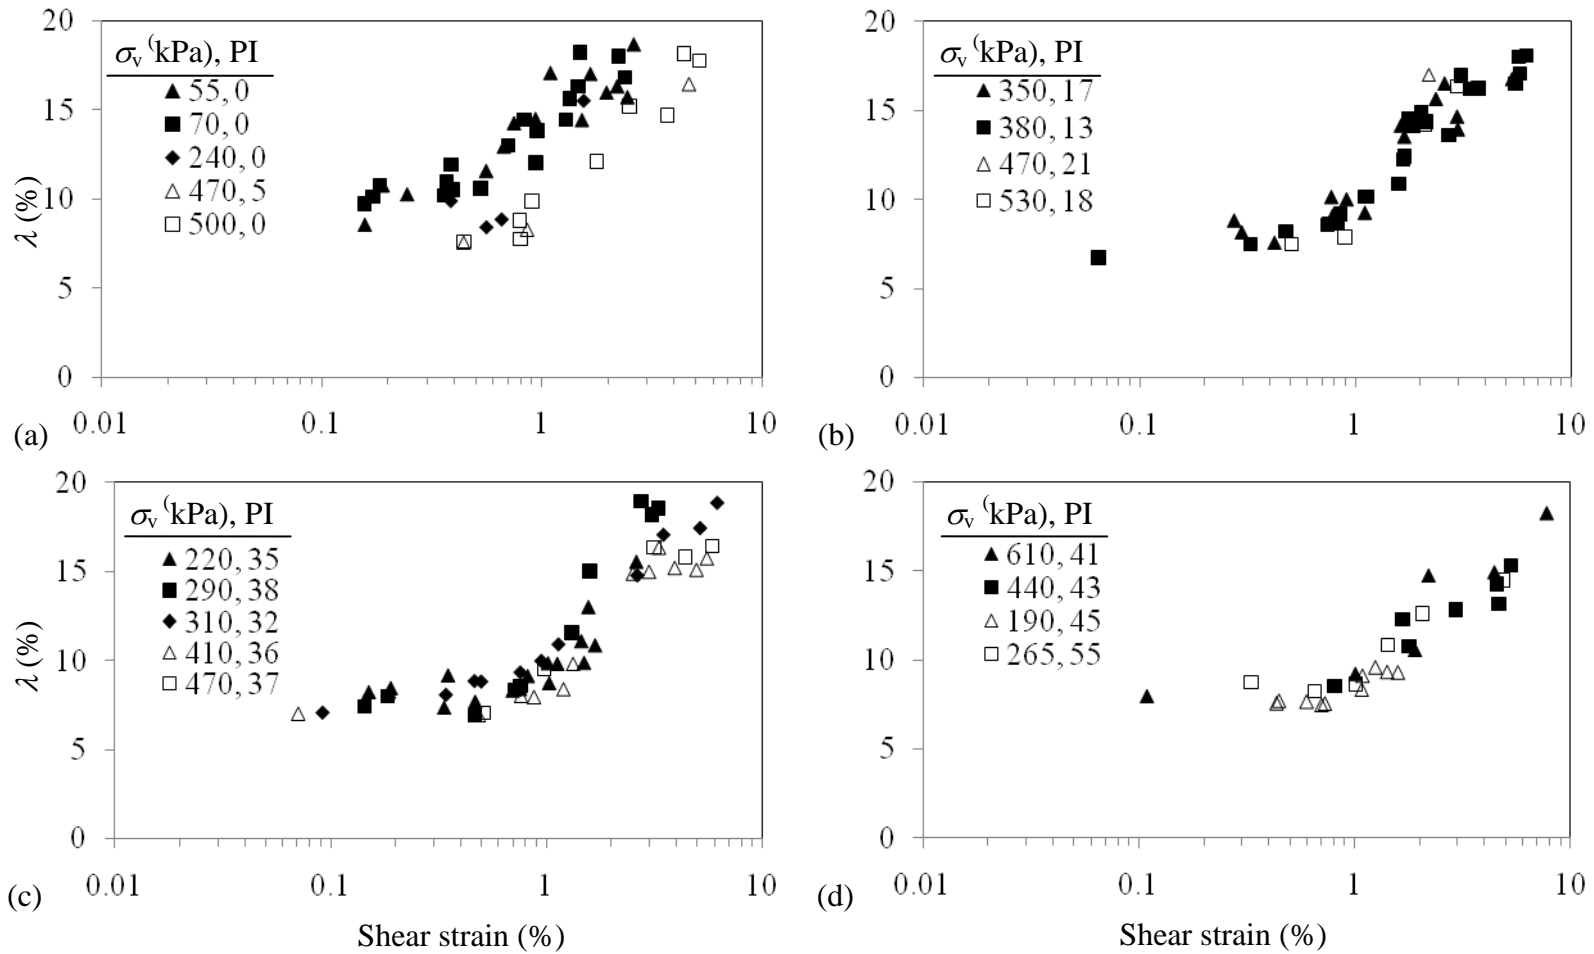 20
σv (kPa), PI
55, 0
70, 0
240, 0
470, 5
500, 0
15
10
5
0
λ (%)
0.01 0.1 1 10
(a)
20
σv (kPa), PI
350, 17
380, 13
470, 21
530, 18
15
10
5
0
0.01 0.1 1 10
(b)
20
σv (kPa), PI
220, 35
290, 38
310, 32
410, 36
470, 37
15
10
5
0
λ (%)
0.01 0.1 1 10
(c)
Shear strain (%)
20
σv (kPa), PI
610, 41
440, 43
190, 45
265, 55
15
10
5
0
0.01 0.1 1 10
(d)
Shear strain (%)